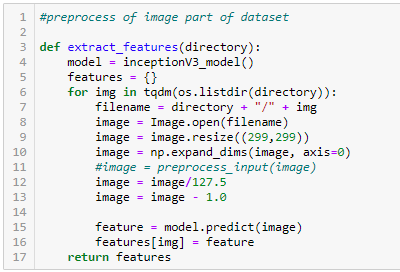 1 #preprocess of image part of dataset
2
3 def extract_features(directory):
4     model = inceptionV3_model()
5     features = {}
6     for img in tqdm(os.listdir(directory)):
7         filename = directory + "/" + img
8         image = Image.open(filename)
9         image = image.resize((299,299))
10         image = np.expand_dims(image, axis=0)
11         #image = preprocess_input(image)
12         image = image/127.5
13         image = image - 1.0
14
15         feature = model.predict(image)
16         features[img] = feature
17     return features